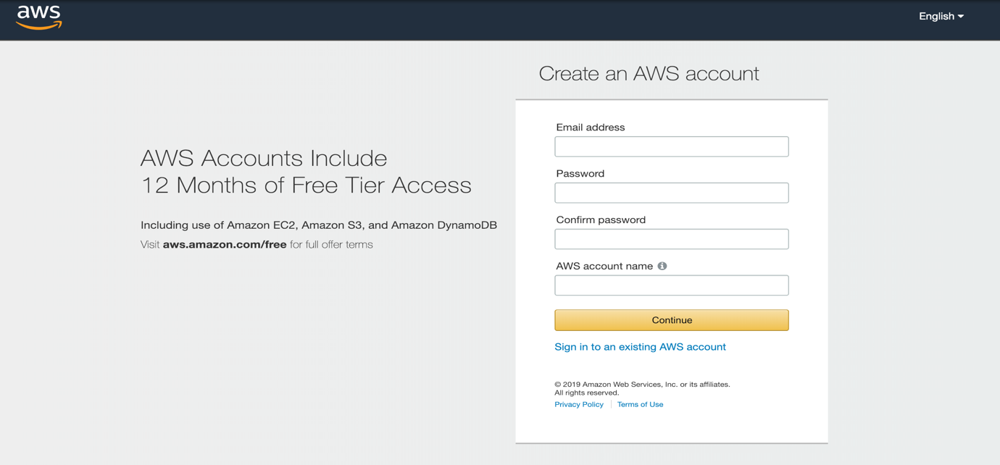 aws
English
AWS Accounts Include
12 Months of Free Tier Access
Including use of Amazon EC2, Amazon S3, and Amazon DynamoDB
Visit aws.amazon.com/free for full offer terms
Create an AWS account
Email address
Password
Confirm password
AWS account name
Continue
Sign in to an existing AWS account
© 2019 Amazon Web Services, Inc. or its affiliates.
All rights reserved.
Privacy Policy | Terms of Use